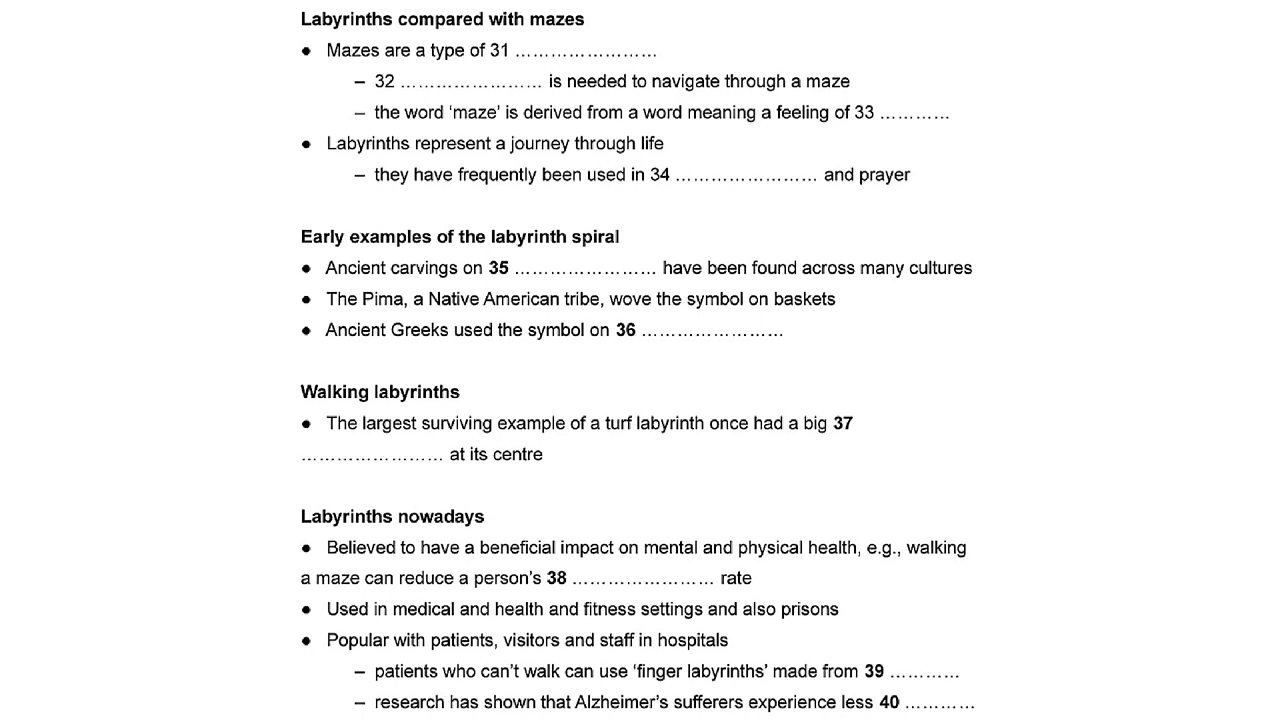 Labyrinths compared with mazes
● Mazes are a type of 31 ……………………
– 32 …………………… is needed to navigate through a maze
– the word ‘maze’ is derived from a word meaning a feeling of 33 …………
● Labyrinths represent a journey through life
– they have frequently been used in 34 …………………… and prayer
Early examples of the labyrinth spiral
● Ancient carvings on 35 …………………… have been found across many cultures
● The Pima, a Native American tribe, wove the symbol on baskets
● Ancient Greeks used the symbol on 36 ……………………
Walking labyrinths
● The largest surviving example of a turf labyrinth once had a big 37
…………………… at its centre
Labyrinths nowadays
● Believed to have a beneficial impact on mental and physical health, e.g., walking
a maze can reduce a person’s 38 …………………… rate
● Used in medical and health and fitness settings and also prisons
● Popular with patients, visitors and staff in hospitals
– patients who can’t walk can use ‘finger labyrinths’ made from 39 …………
– research has shown that Alzheimer’s sufferers experience less 40 …………